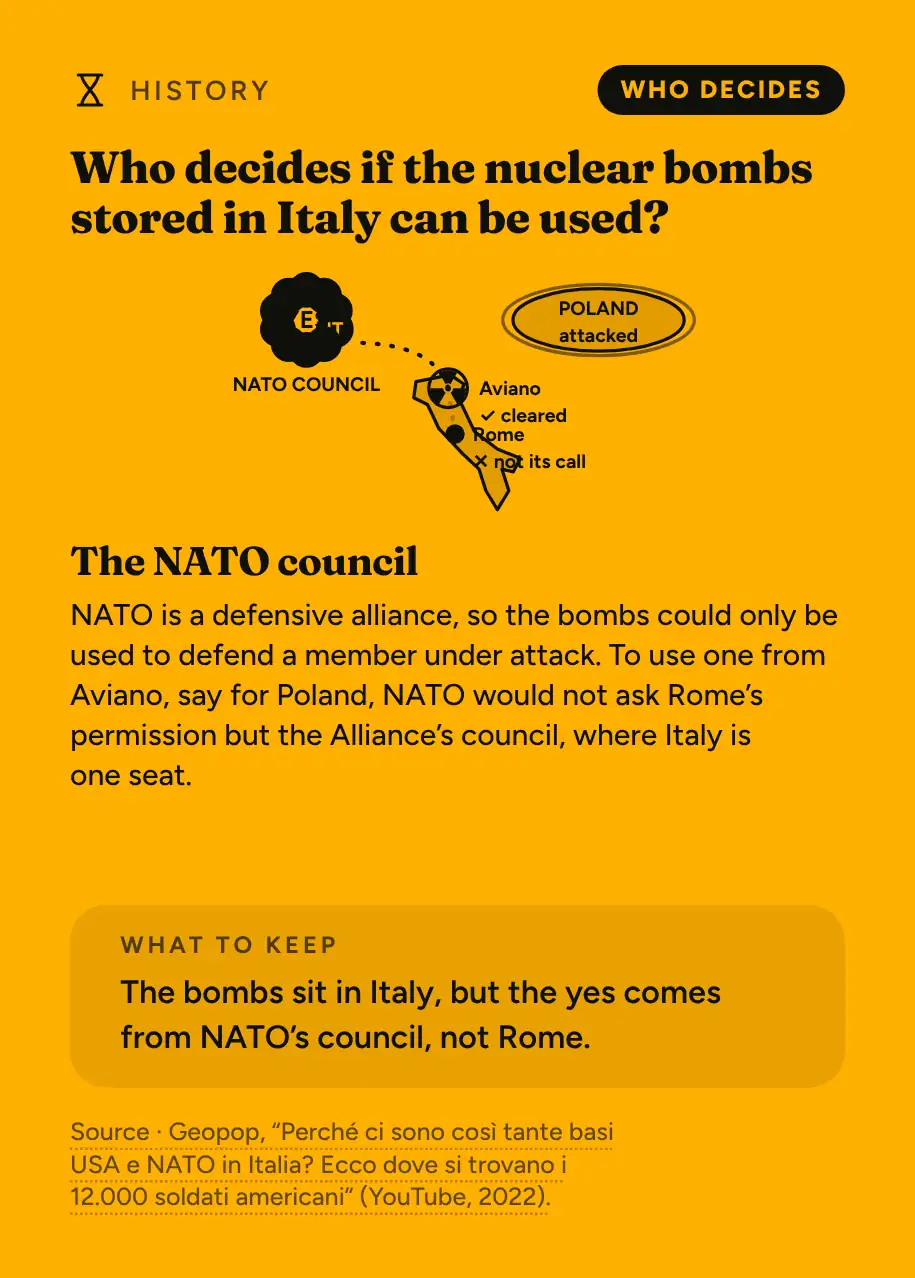 HISTORY
WHO DECIDES
Who decides if the nuclear bombs
stored in Italy can be used?
E
'T
NATO COUNCIL
POLAND
attacked
Aviano
✓ cleared
Rome
✕ not its call
The NATO council
NATO is a defensive alliance, so the bombs could only be
used to defend a member under attack. To use one from
Aviano, say for Poland, NATO would not ask Rome’s
permission but the Alliance’s council, where Italy is
one seat.
WHAT TO KEEP
The bombs sit in Italy, but the yes comes
from NATO’s council, not Rome.
Source · Geopop, “Perché ci sono così tante basi
USA e NATO in Italia? Ecco dove si trovano i
12.000 soldati americani” (YouTube, 2022).